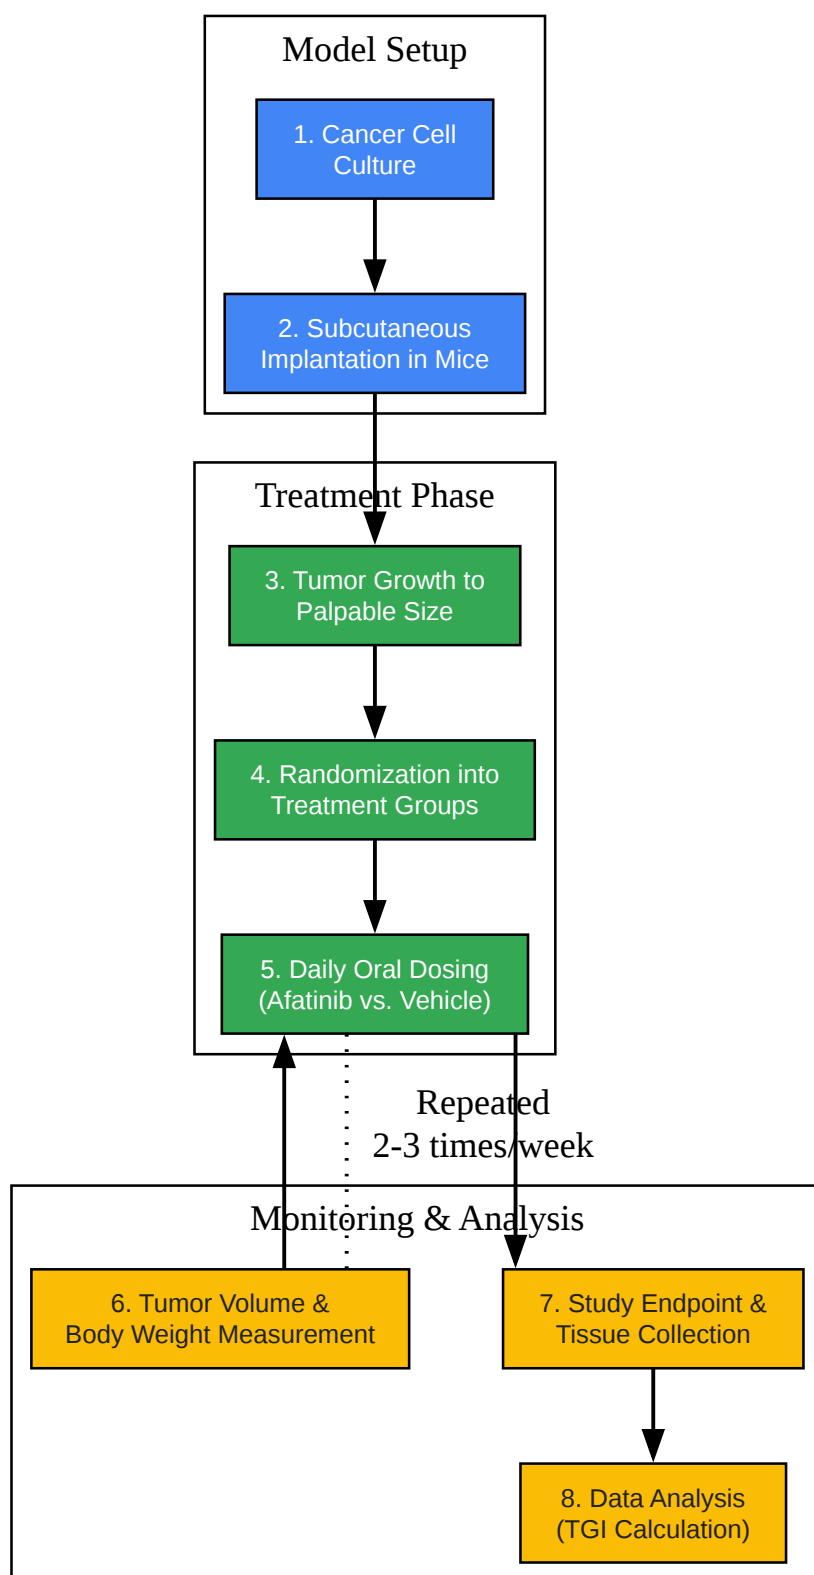 Model Setup
1. Cancer Cell
Culture
2. Subcutaneous
Implantation in Mice
Treatment Phase
3. Tumor Growth to
Palpable Size
4. Randomization into
Treatment Groups
5. Daily Oral Dosing
(Afatinib vs. Vehicle)
Repeated
2-3 times/week
Monitoring & Analysis
6. Tumor Volume &
Body Weight Measurement
7. Study Endpoint &
Tissue Collection
8. Data Analysis
(TGI Calculation)